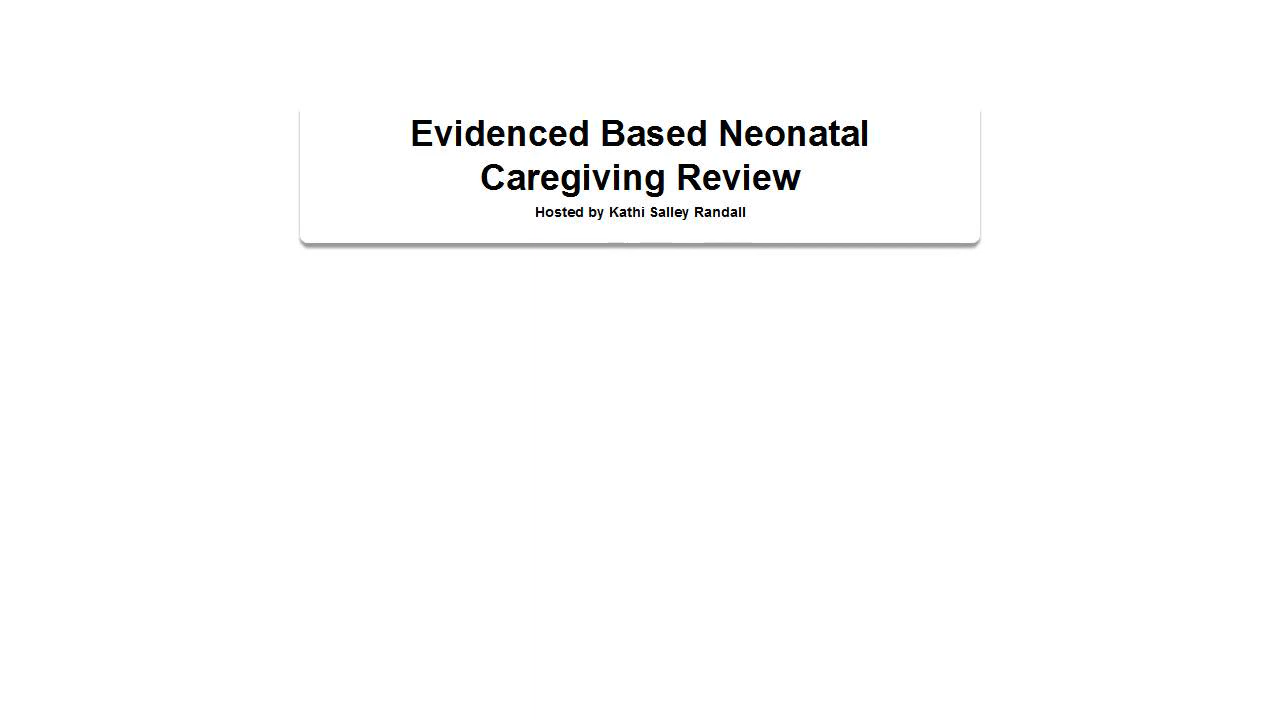 Evidenced Based Neonatal
Caregiving Review
Hosted by Kathi Salley Randall